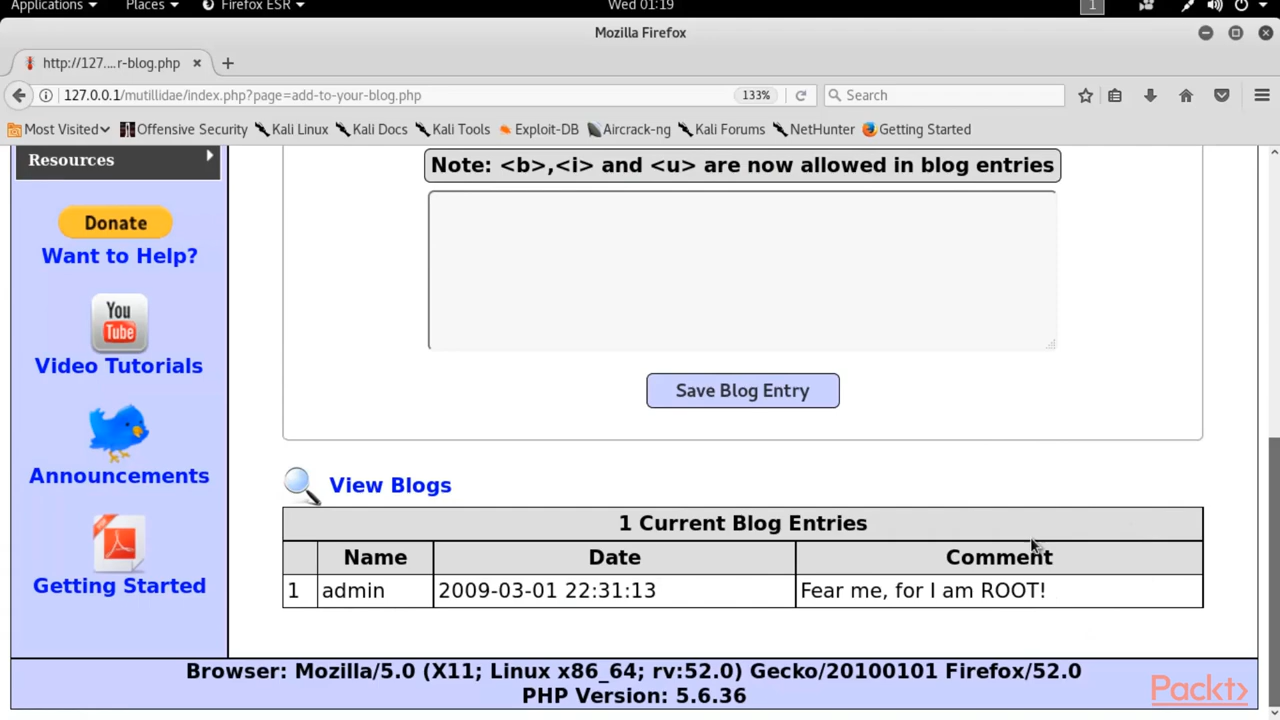 Applications Places Firefox ESR Wed 01:19 1
Mozilla Firefox
http://127....r-blog.php
127.0.0.1/mutillidae/index.php?page=add-to-your-blog.php 133% Search
Most Visited Offensive Security Kali Linux Kali Docs Kali Tools Exploit-DB Aircrack-ng Kali Forums NetHunter Getting Started
Resources
Note: <b>,<i> and <u> are now allowed in blog entries
Donate
Want to Help?
You
Tube
Video Tutorials
Save Blog Entry
Announcements
View Blogs
1 Current Blog Entries
Name Date Comment
1 admin 2009-03-01 22:31:13 Fear me, for I am ROOT!
Getting Started
Browser: Mozilla/5.0 (X11; Linux x86_64; rv:52.0) Gecko/20100101 Firefox/52.0
PHP Version: 5.6.36
Packt>